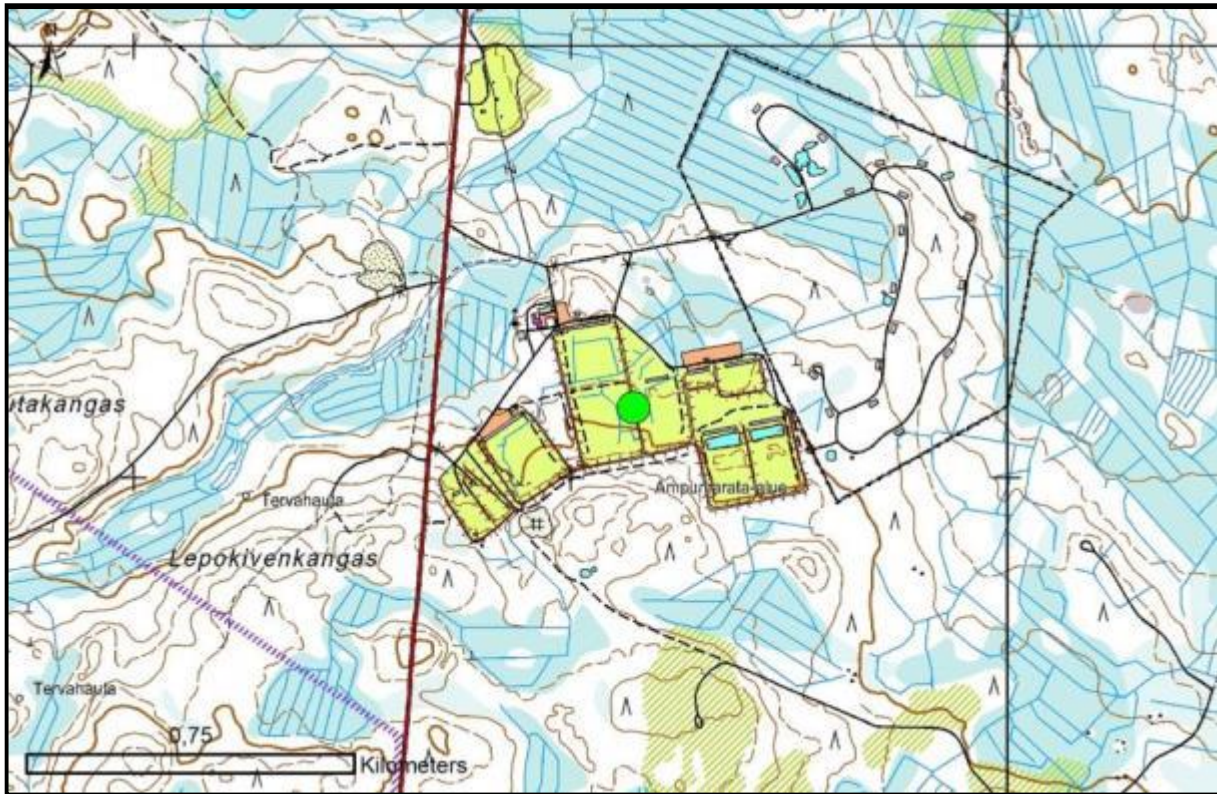 N
utakangas
Tervahauta
Ampumarata-alue
Lepokivenkangas
Tervahauta
0,75
Kilometers